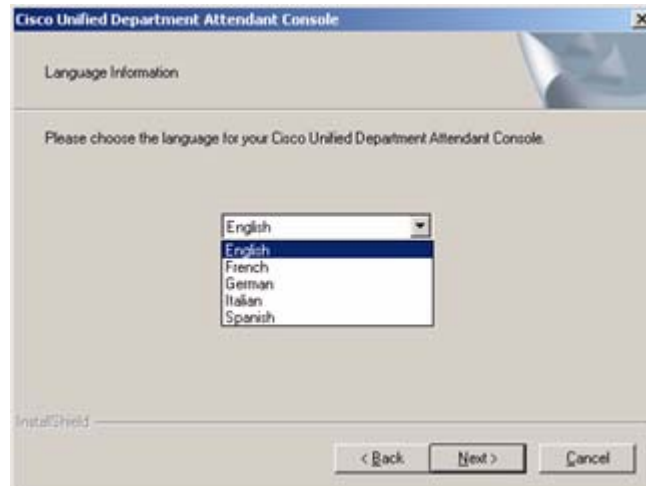 Cisco Unified Department Attendant Console
Language Information
Please choose the language for your Cisco Unified Department Attendant Console.
English
English
French
German
Italian
Spanish
InstallShield
< Back
Next >
Cancel